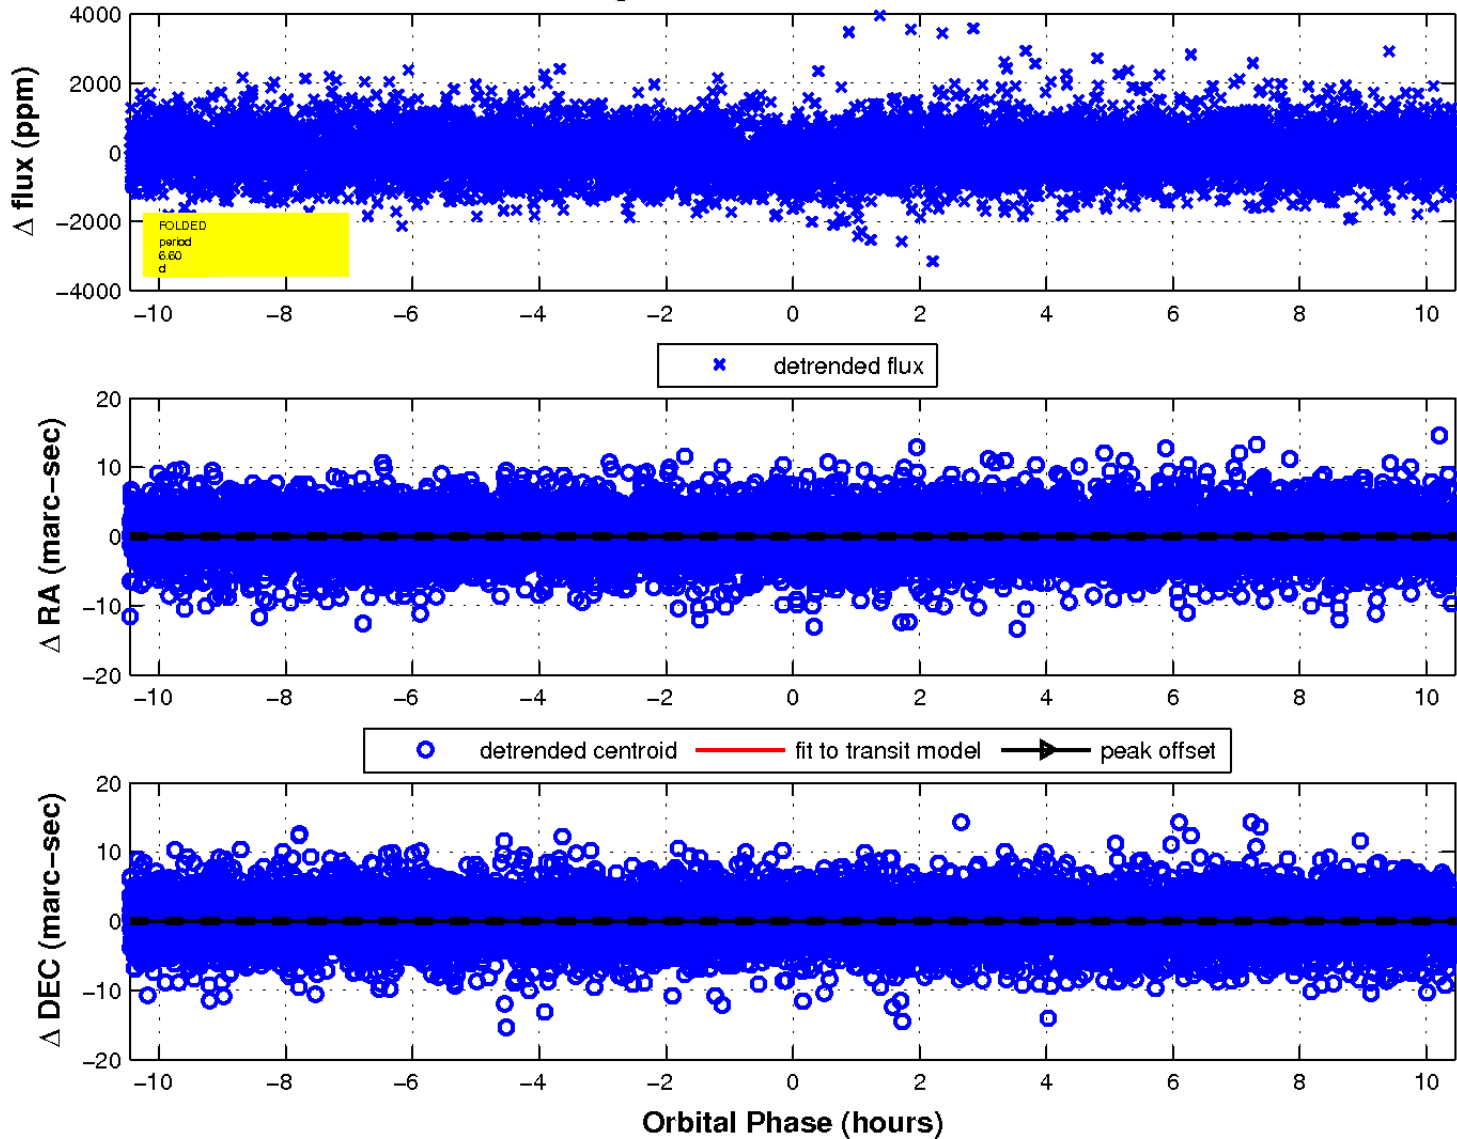 4000
2000
0
−2000
−4000
Δ flux (ppm)
FOLDED
period
6.60
d
−10 −8 −6 −4 −2 0 2 4 6 8 10
detrended flux
20
10
0
−10
−20
Δ RA (marc−sec)
−10 −8 −6 −4 −2 0 2 4 6 8 10
detrended centroid fit to transit model peak offset
20
10
0
−10
−20
Δ DEC (marc−sec)
−10 −8 −6 −4 −2 0 2 4 6 8 10
Orbital Phase (hours)